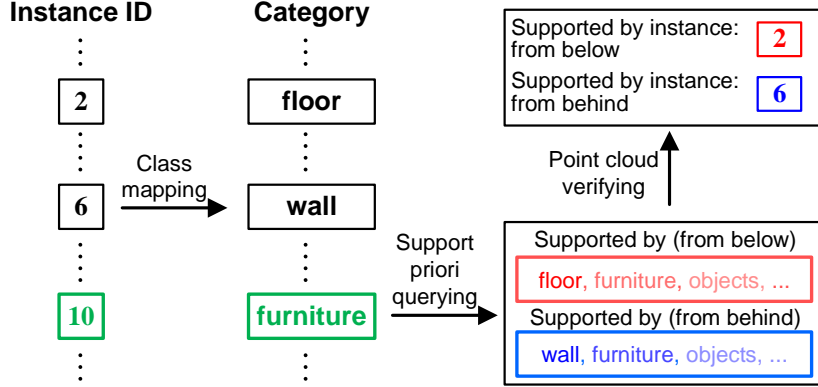 Instance ID
Category
2
floor
Class
mapping
6
wall
10
furniture
Support
priori
querying
Supported by (from below)
floor, furniture, objects, ...
Supported by (from behind)
wall, furniture, objects, ...
Point cloud
verifying
Supported by instance:
from below
2
Supported by instance:
from behind
6